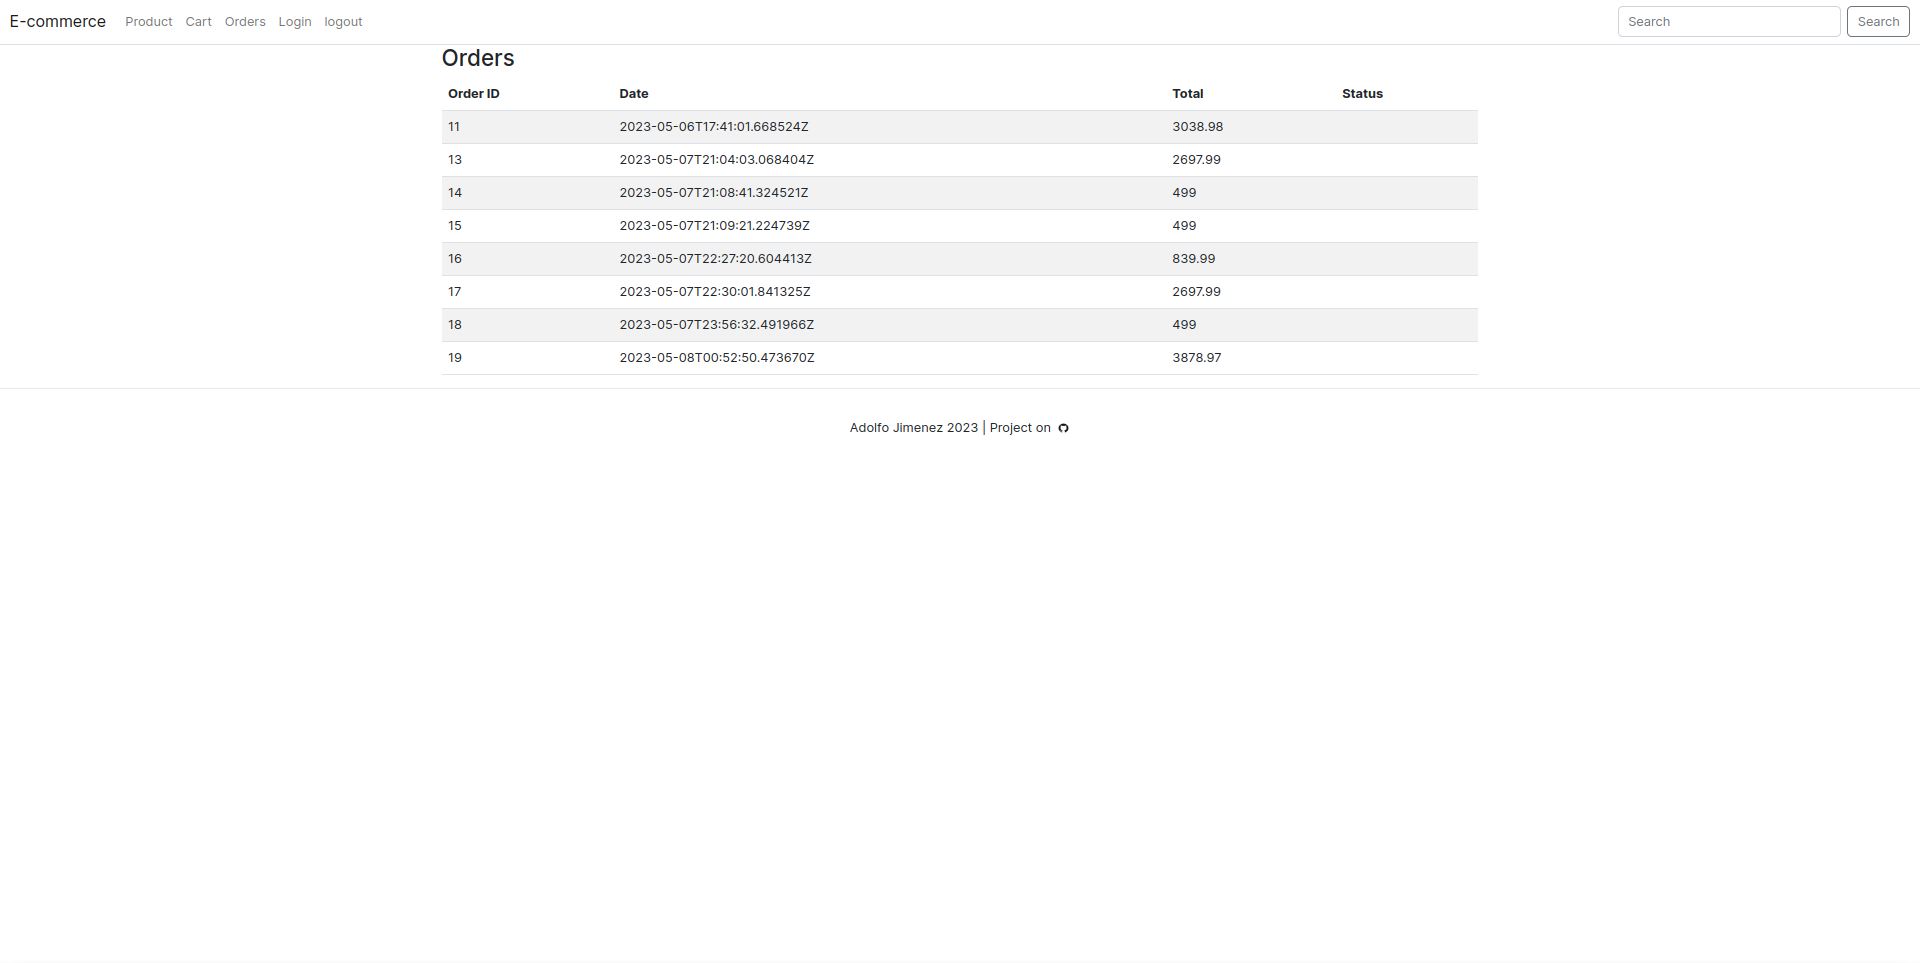 E-commerce Product Cart Orders Login logout Search Search
Orders
Order ID Date Total Status
11 2023-05-06T17:41:01.668524Z 3038.98
13 2023-05-07T21:04:03.068404Z 2697.99
14 2023-05-07T21:08:41.324521Z 499
15 2023-05-07T21:09:21.224739Z 499
16 2023-05-07T22:27:20.604413Z 839.99
17 2023-05-07T22:30:01.841325Z 2697.99
18 2023-05-07T23:56:32.491966Z 499
19 2023-05-08T00:52:50.473670Z 3878.97
Adolfo Jimenez 2023 | Project on